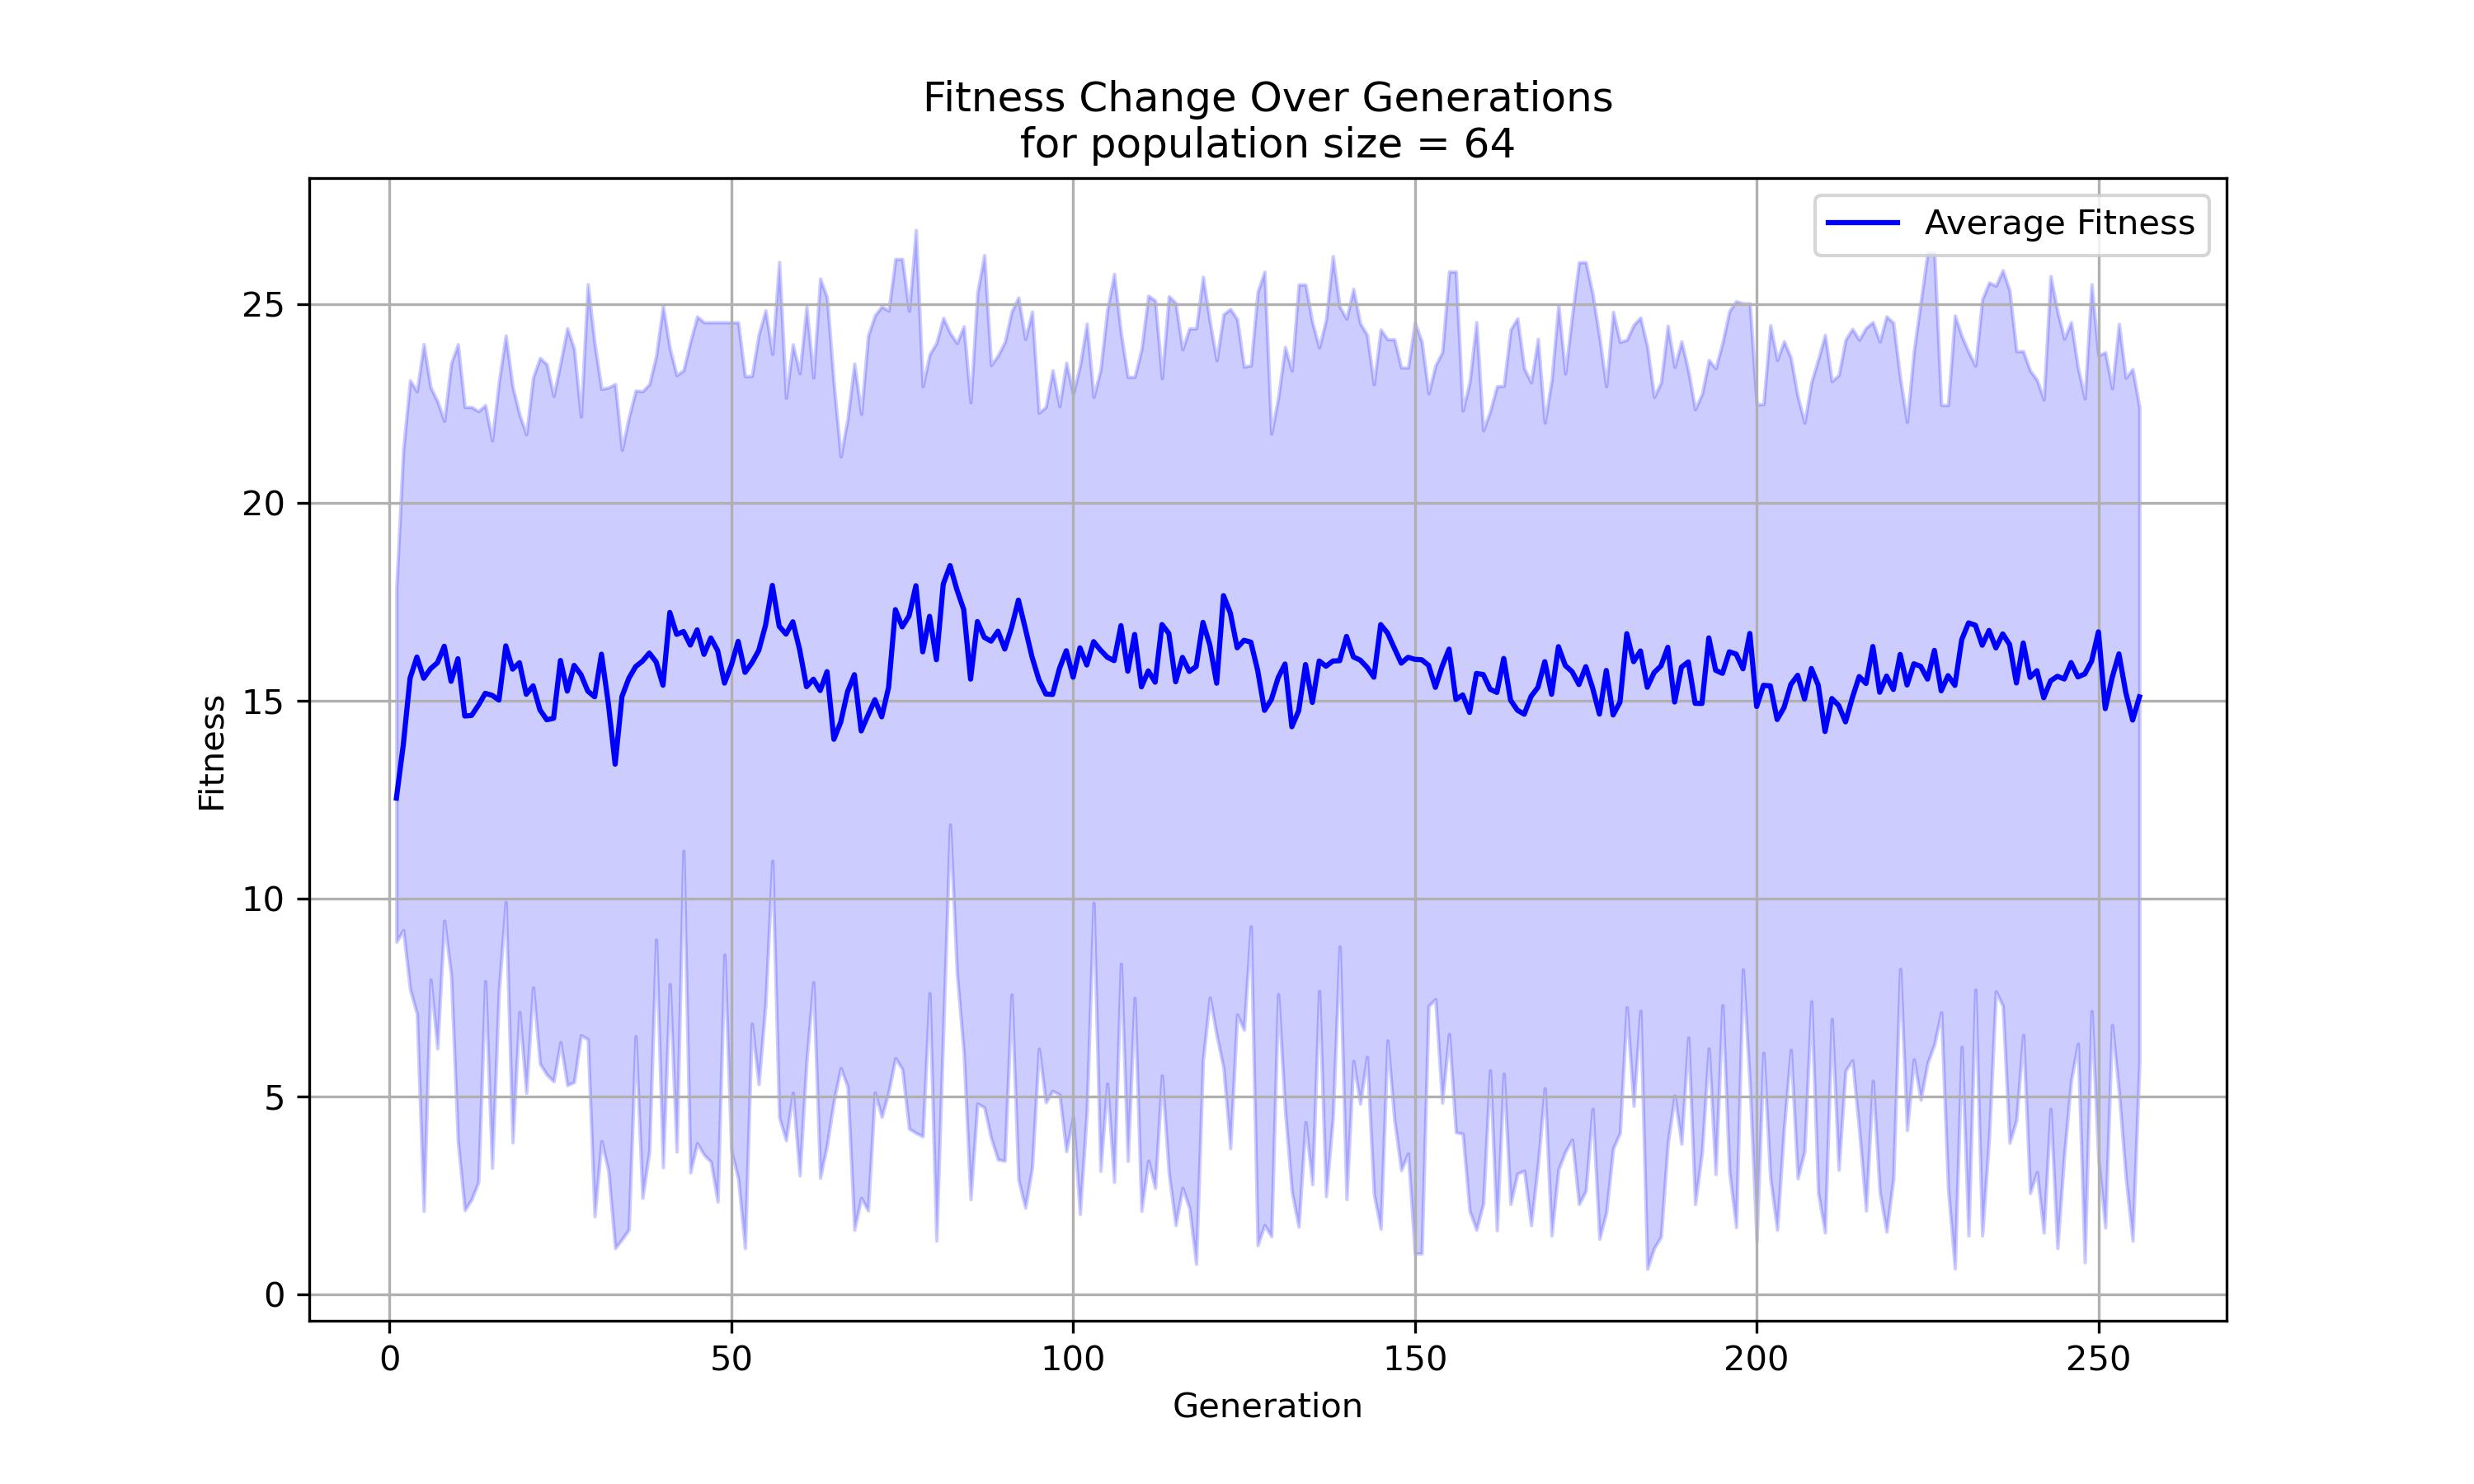 Fitness Change Over Generations
for population size = 64
Average Fitness
25
20
15
10
5
0
Fitness
0 50 100 150 200 250
Generation